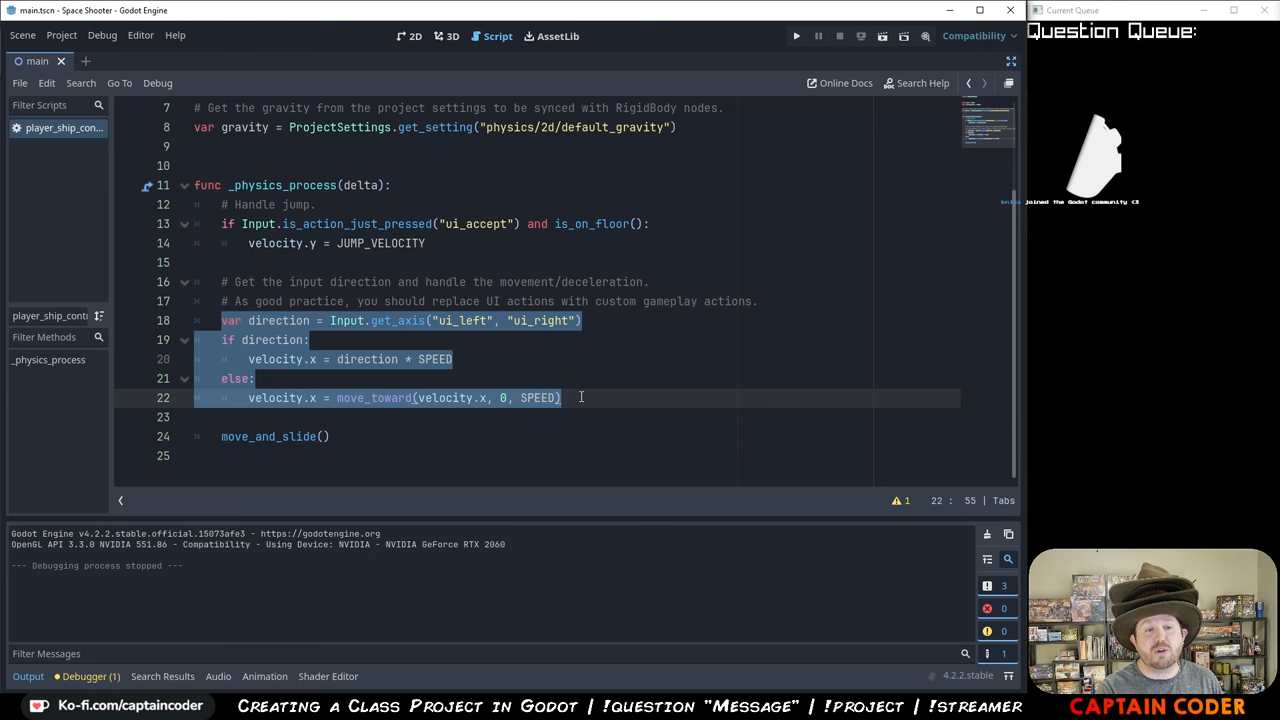 main.tscn - Space Shooter - Godot Engine
Current Queue
Scene Project Debug Editor Help
2D 3D Script AssetLib
Compatibility
Question Queue:
main
File Edit Search Go To Debug
Online Docs Search Help
Filter Scripts
player_ship_con...
player_ship_cont
Filter Methods
_physics_process
7 # Get the gravity from the project settings to be synced with RigidBody nodes.
8 var gravity = ProjectSettings.get_setting("physics/2d/default_gravity")
9
10
11 func _physics_process(delta):
12 # Handle jump.
13 if Input.is_action_just_pressed("ui_accept") and is_on_floor():
14 velocity.y = JUMP_VELOCITY
15
16 # Get the input direction and handle the movement/deceleration.
17 # As good practice, you should replace UI actions with custom gameplay actions.
18 var direction = Input.get_axis("ui_left", "ui_right")
19 if direction:
20 velocity.x = direction * SPEED
21 else:
22 velocity.x = move_toward(velocity.x, 0, SPEED)
23
24 move_and_slide()
25
1 22 : 55 | Tabs
joined the Godot community <3
Godot Engine v4.2.2.stable.official.15073afe3 - https://godotengine.org
OpenGL API 3.3.0 NVIDIA 551.86 - Compatibility - Using Device: NVIDIA - NVIDIA GeForce RTX 2060
--- Debugging process stopped ---
3
0
0
1
Filter Messages
Output Debugger (1) Search Results Audio Animation Shader Editor
4.2.2.stable
Ko-fi.com/captaincoder
Creating a Clone Project in Godot | !question "Message" | !project | !streamer
CAPTAIN CODER